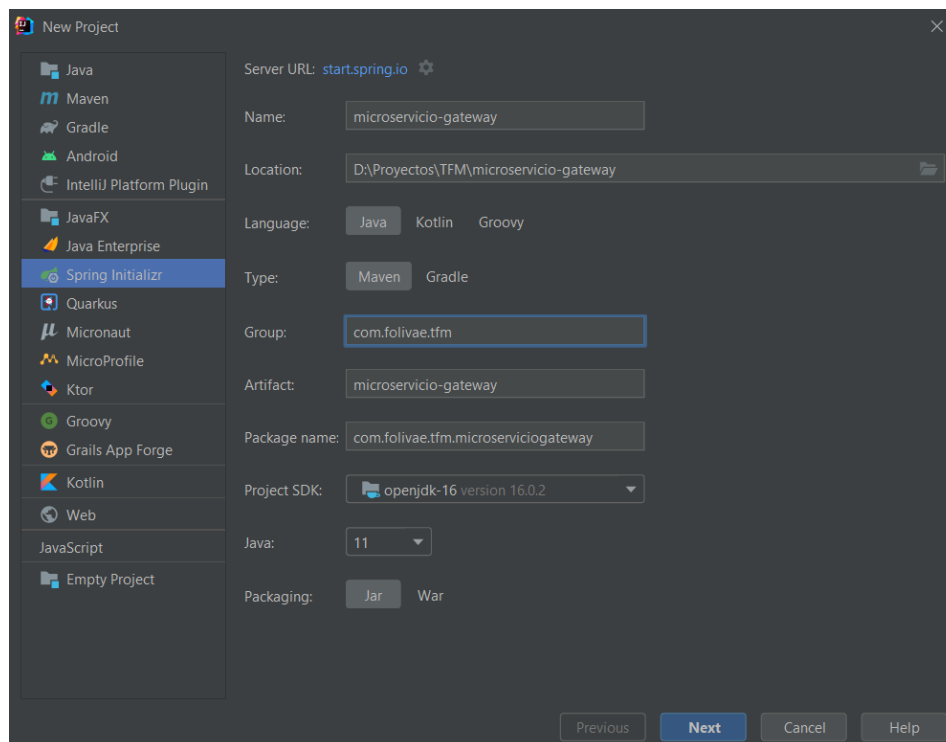 New Project
Java
Maven
Gradle
Android
IntelliJ Platform Plugin
JavaFX
Java Enterprise
Spring Initializr
Quarkus
Micronaut
MicroProfile
Ktor
Groovy
Grails App Forge
Kotlin
Web
JavaScript
Empty Project
Server URL: start.spring.io
Name: microservicio-gateway
Location: D:\Proyectos\TFM\microservicio-gateway
Language: Java Kotlin Groovy
Type: Maven Gradle
Group: com.folivae.tfm
Artifact: microservicio-gateway
Package name: com.folivae.tfm.microserviciogateway
Project SDK: openjdk-16 version 16.0.2
Java: 11
Packaging: Jar War
Previous Next Cancel Help